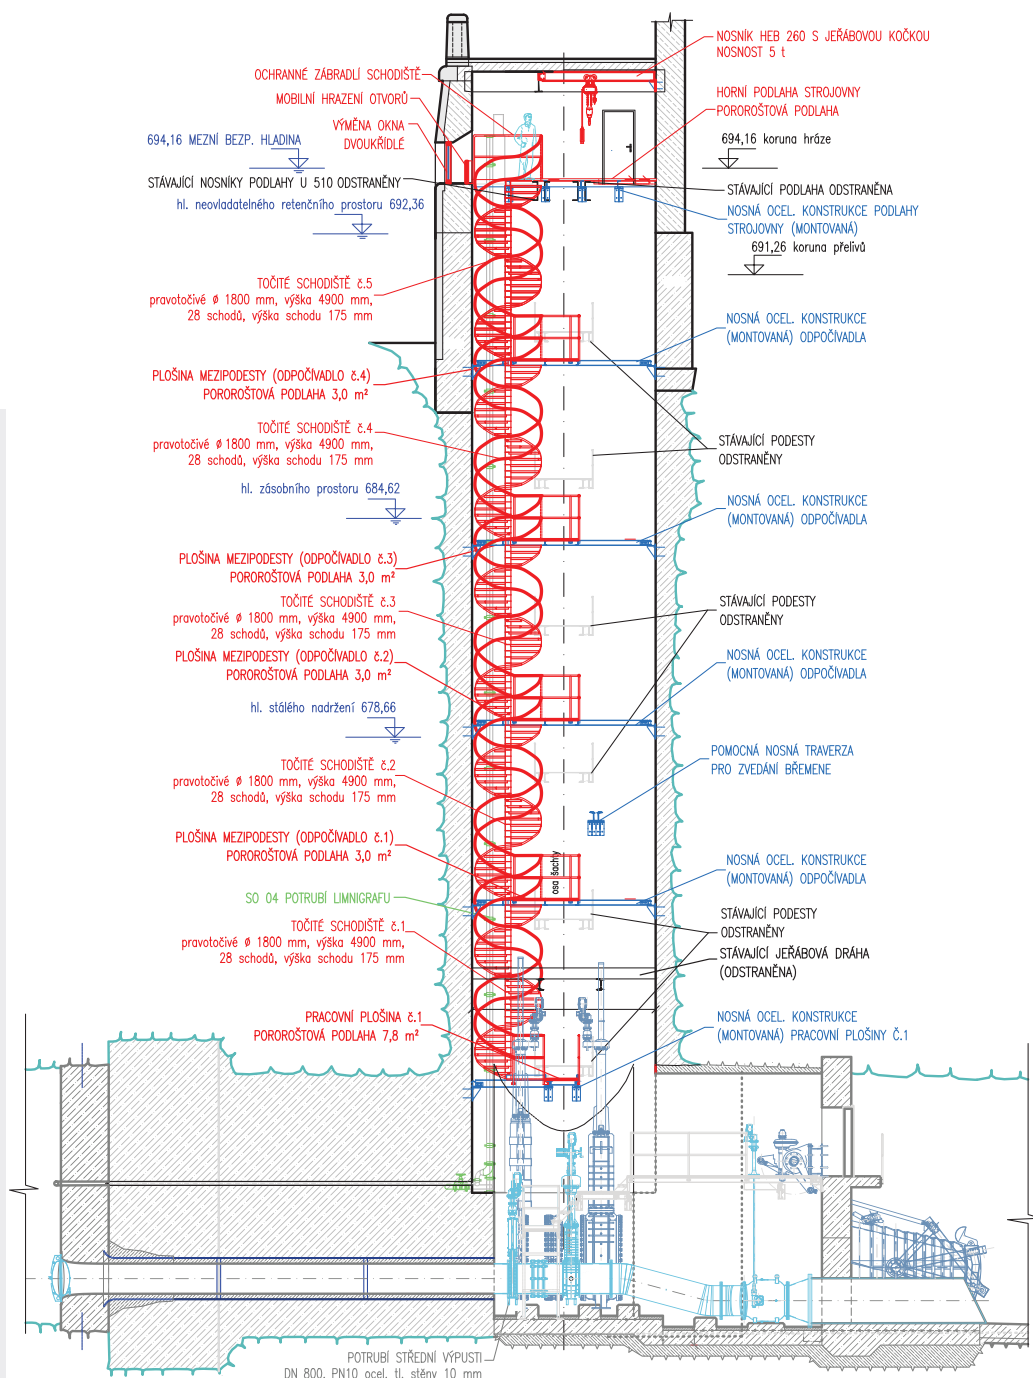 NOSNÍK HEB 260 S JEŘÁBOVOU KOČKOU
NOSNOST 5 t
OCHRANNÉ ZÁBRADLÍ SCHODIŠTĚ
MOBILNÍ HRAZENÍ OTVORŮ
HORNÍ PODLAHA STROJOVNY
POROROŠTOVÁ PODLAHA
VÝMĚNA OKNA
DVOUKŘÍDLÉ
694,16 MEZNÍ BEZP. HLADINA
694,16 koruna hráze
STÁVAJÍCÍ NOSNÍKY PODLAHY U 510 ODSTRANĚNY
STÁVAJÍCÍ PODLAHA ODSTRANĚNA
hl. neovladatelného retenčního prostoru 692,36
NOSNÁ OCEL. KONSTRUKCE PODLAHY
STROJOVNY (MONTOVANÁ)
691,26 koruna přelivů
TOČITÉ SCHODIŠTĚ č.5
pravotočivé ø 1800 mm, výška 4900 mm,
28 schodů, výška schodu 175 mm
NOSNÁ OCEL. KONSTRUKCE
(MONTOVANÁ) ODPOČÍVADLA
PLOŠINA MEZIPODESTY (ODPOČÍVADLO č.4)
POROROŠTOVÁ PODLAHA 3,0 m²
TOČITÉ SCHODIŠTĚ č.4
pravotočivé ø 1800 mm, výška 4900 mm,
28 schodů, výška schodu 175 mm
STÁVAJÍCÍ PODESTY
ODSTRANĚNY
hl. zásobního prostoru 684,62
NOSNÁ OCEL. KONSTRUKCE
(MONTOVANÁ) ODPOČÍVADLA
PLOŠINA MEZIPODESTY (ODPOČÍVADLO č.3)
POROROŠTOVÁ PODLAHA 3,0 m²
TOČITÉ SCHODIŠTĚ č.3
pravotočivé ø 1800 mm, výška 4900 mm,
28 schodů, výška schodu 175 mm
STÁVAJÍCÍ PODESTY
ODSTRANĚNY
PLOŠINA MEZIPODESTY (ODPOČÍVADLO č.2)
POROROŠTOVÁ PODLAHA 3,0 m²
NOSNÁ OCEL. KONSTRUKCE
(MONTOVANÁ) ODPOČÍVADLA
hl. stálého nadržení 678,66
POMOCNÁ NOSNÁ TRAVERZA
PRO ZVEDÁNÍ BŘEMENE
TOČITÉ SCHODIŠTĚ č.2
pravotočivé ø 1800 mm, výška 4900 mm,
28 schodů, výška schodu 175 mm
PLOŠINA MEZIPODESTY (ODPOČÍVADLO č.1)
POROROŠTOVÁ PODLAHA 3,0 m²
osa šachty
NOSNÁ OCEL. KONSTRUKCE
(MONTOVANÁ) ODPOČÍVADLA
SO 04 POTRUBÍ LIMNIGRAFU
STÁVAJÍCÍ PODESTY
ODSTRANĚNY
TOČITÉ SCHODIŠTĚ č.1
pravotočivé ø 1800 mm, výška 4900 mm,
28 schodů, výška schodu 175 mm
STÁVAJÍCÍ JEŘÁBOVÁ DRÁHA
(ODSTRANĚNA)
PRACOVNÍ PLOŠINA č.1
POROROŠTOVÁ PODLAHA 7,8 m²
NOSNÁ OCEL. KONSTRUKCE
(MONTOVANÁ) PRACOVNÍ PLOŠINY Č.1
POTRUBÍ STŘEDNÍ VÝPUSTI
DN 800, PN10 ocel, tl. stěny 10 mm